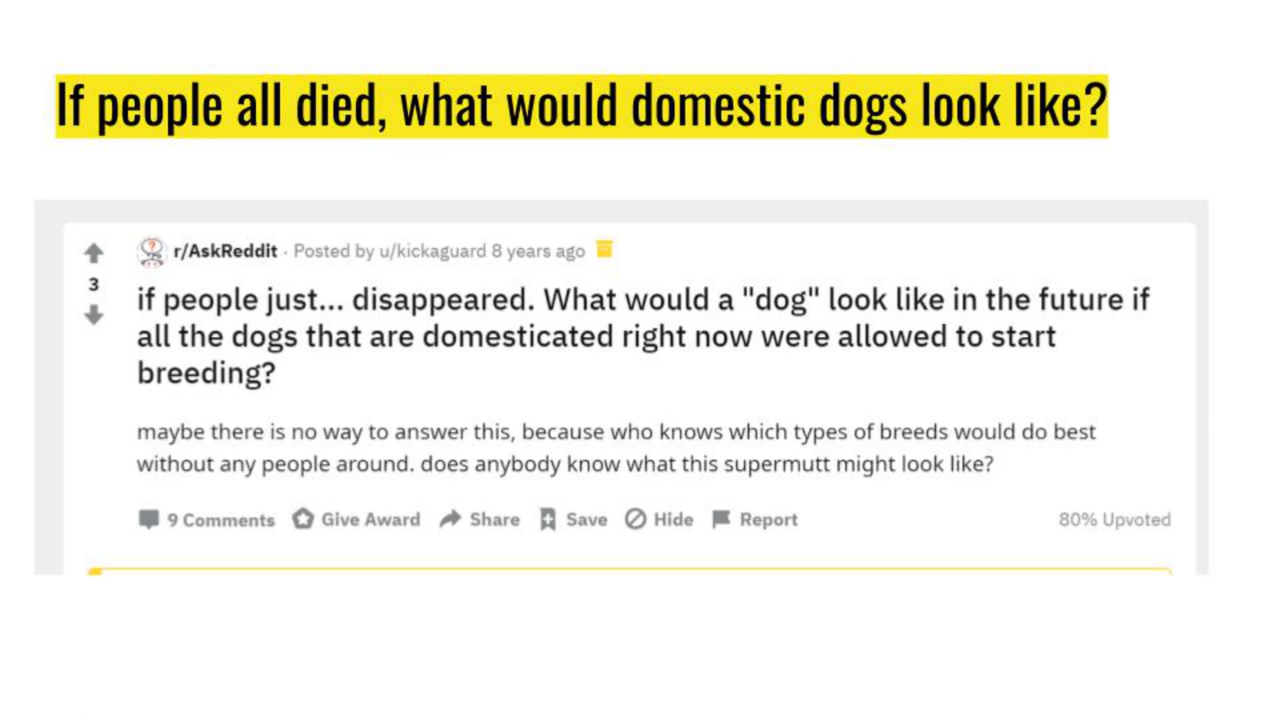 If people all died, what would domestic dogs look like?
r/AskReddit · Posted by u/kickaguard 8 years ago
3
if people just... disappeared. What would a "dog" look like in the future if
all the dogs that are domesticated right now were allowed to start
breeding?
maybe there is no way to answer this, because who knows which types of breeds would do best
without any people around. does anybody know what this supermutt might look like?
9 Comments Give Award Share Save Hide Report 80% Upvoted